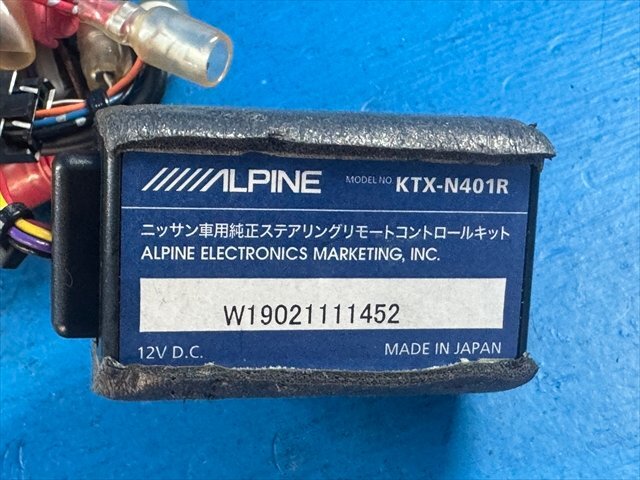 ALPINE MODEL NO KTX-N401R
ニッサン車用純正ステアリングリモートコントロールキット
ALPINE ELECTRONICS MARKETING, INC.
W19021111452
12V D.C. MADE IN JAPAN